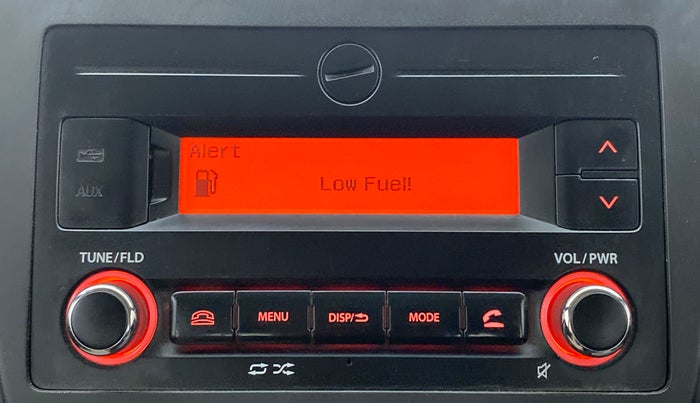 Alert
Low Fuel!
AUX
TUNE/FLD
VOL/PWR
MENU
DISP/
MODE